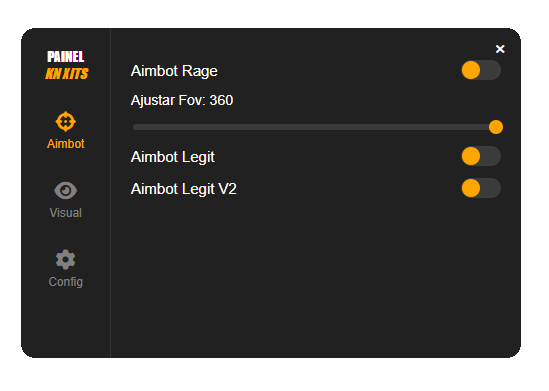 PAINEL
KN XITS
Aimbot
Visual
Config
×
Aimbot Rage
Ajustar Fov: 360
Aimbot Legit
Aimbot Legit V2